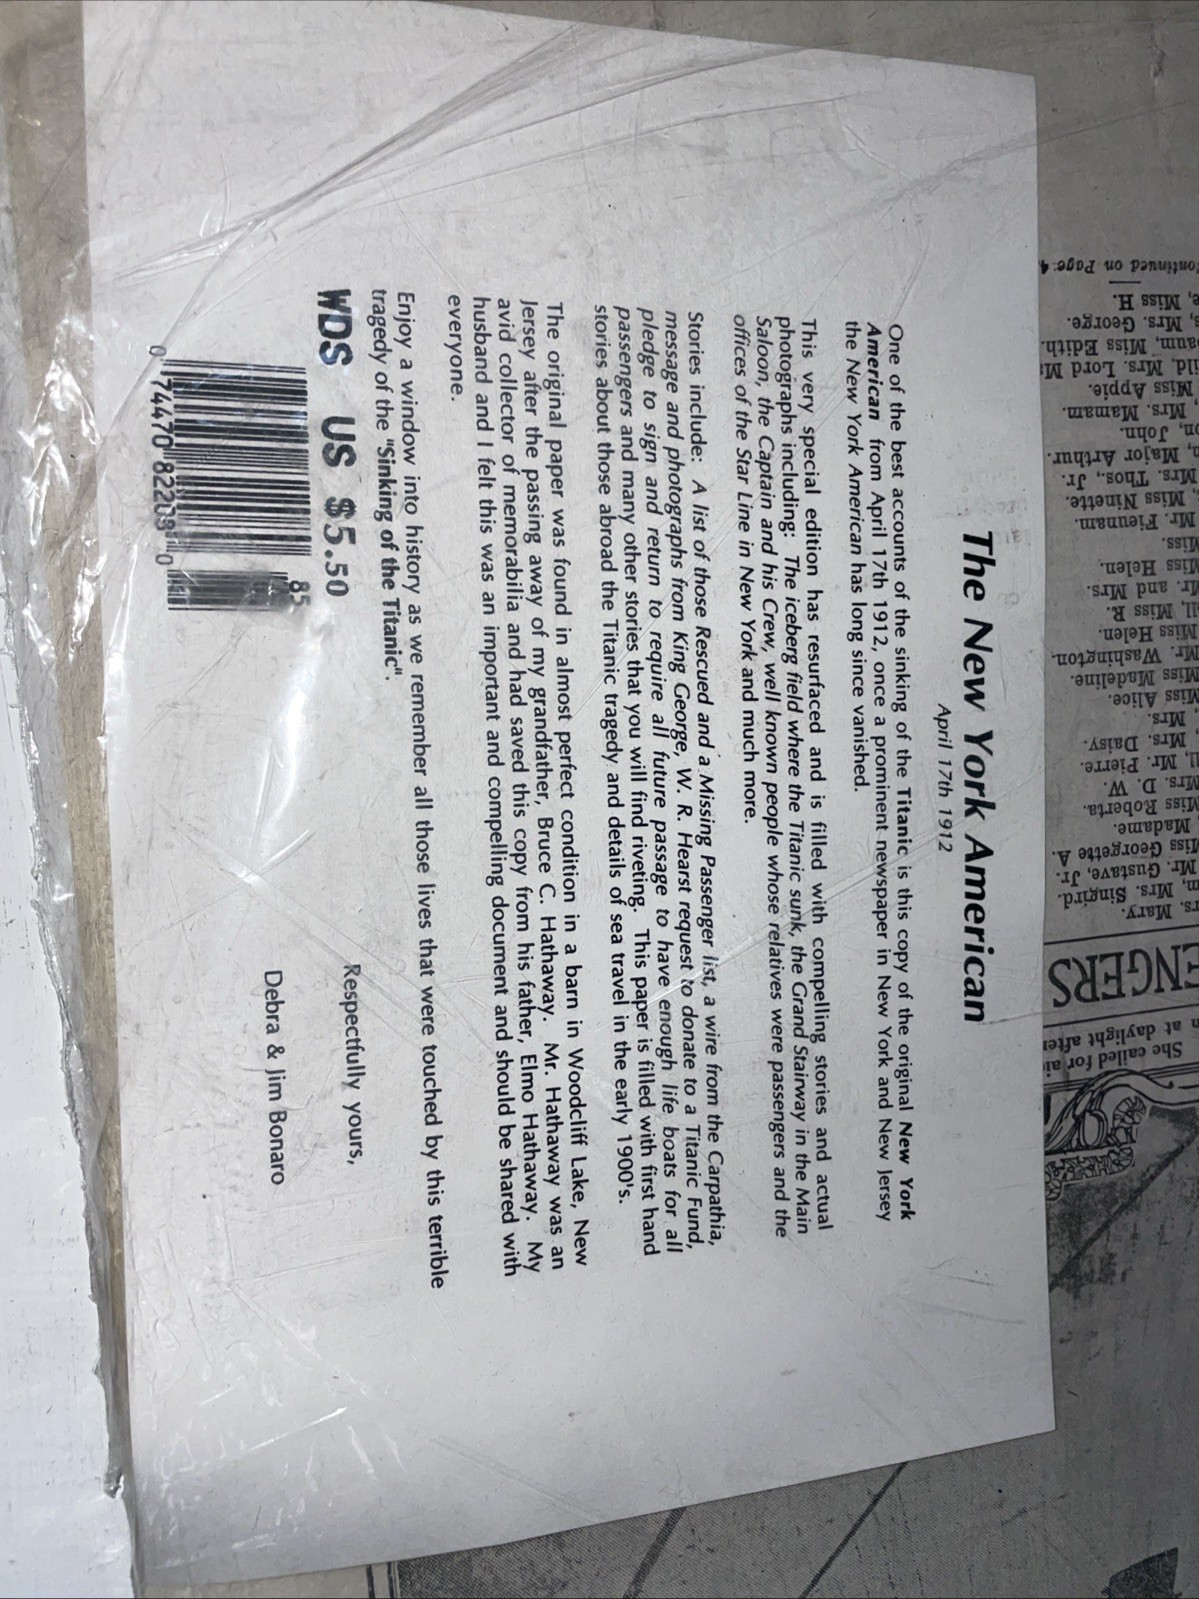 The New York American
April 17th 1912
One of the best accounts of the sinking of the Titanic is this copy of the original New York
American from April 17th 1912, once a prominent newspaper in New York and New Jersey
the New York American has long since vanished.
This very special edition has resurfaced and is filled with compelling stories and actual
photographs including: The iceberg field where the Titanic sunk, the Grand Stairway in the Main
Saloon, the Captain and his Crew, well known people whose relatives were passengers and the
offices of the Star Line in New York and much more.
Stories include: A list of those Rescued and a Missing Passenger list, a wire from the Carpathia,
message and photographs from King George, W. R. Hearst request to donate to a Titanic Fund,
pledge to sign and return to require all future passage to have enough life boats for all
passengers and many other stories that you will find riveting. This paper is filled with first hand
stories about those abroad the Titanic tragedy and details of sea travel in the early 1900's.
The original paper was found in almost perfect condition in a barn in Woodcliff Lake, New
Jersey after the passing away of my grandfather, Bruce C. Hathaway. Mr. Hathaway was an
avid collector of memorabilia and had saved this copy from his father, Elmo Hathaway. My
husband and I felt this was an important and compelling document and should be shared with
everyone.
Enjoy a window into history as we remember all those lives that were touched by this terrible
tragedy of the "Sinking of the Titanic".
Respectfully yours,
Debra & Jim Bonaro
WDS US $5.50
85
0 74470 82208 0
She called for
at daylight after
ENGERS
Mary.
Mrs. Singird.
Mr. Gustave, Jr.
Miss Georgette A.
Madame.
Miss Roberta.
Mrs. D. W.
Mr. Pierre.
Mrs. Daisy.
Mrs.
Miss Alice.
Miss Madeline.
Mr. Washington.
Miss Helen.
Miss R.
Mr. and Mrs.
Miss Helen.
Miss.
Mr. Fieunam.
Miss Ninette.
Mrs. Thos., Jr.
Major Arthur.
John.
Mrs. Mamam.
Miss Appie.
Mrs. Lord
Miss Edith.
Mrs. George.
Miss H.
Continued on Page 4